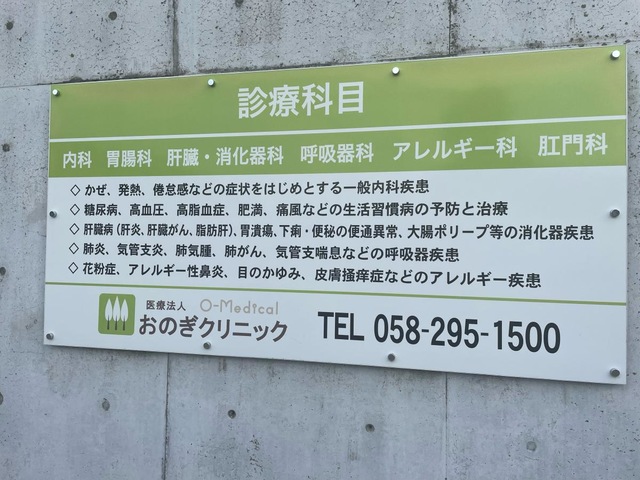 診療科目
内科 胃腸科 肝臓・消化器科 呼吸器科 アレルギー科 肛門科
◇かぜ、発熱、倦怠感などの症状をはじめとする一般内科疾患
◇糖尿病、高血圧、高脂血症、肥満、痛風などの生活習慣病の予防と治療
◇肝臓病(肝炎、肝臓がん、脂肪肝)、胃潰瘍、下痢・便秘の便通異常、大腸ポリープ等の消化器疾患
◇肺炎、気管支炎、肺気腫、肺がん、気管支喘息などの呼吸器疾患
◇花粉症、アレルギー性鼻炎、目のかゆみ、皮膚掻痒症などのアレルギー疾患
医療法人 O-Medical
おのぎクリニック TEL 058-295-1500